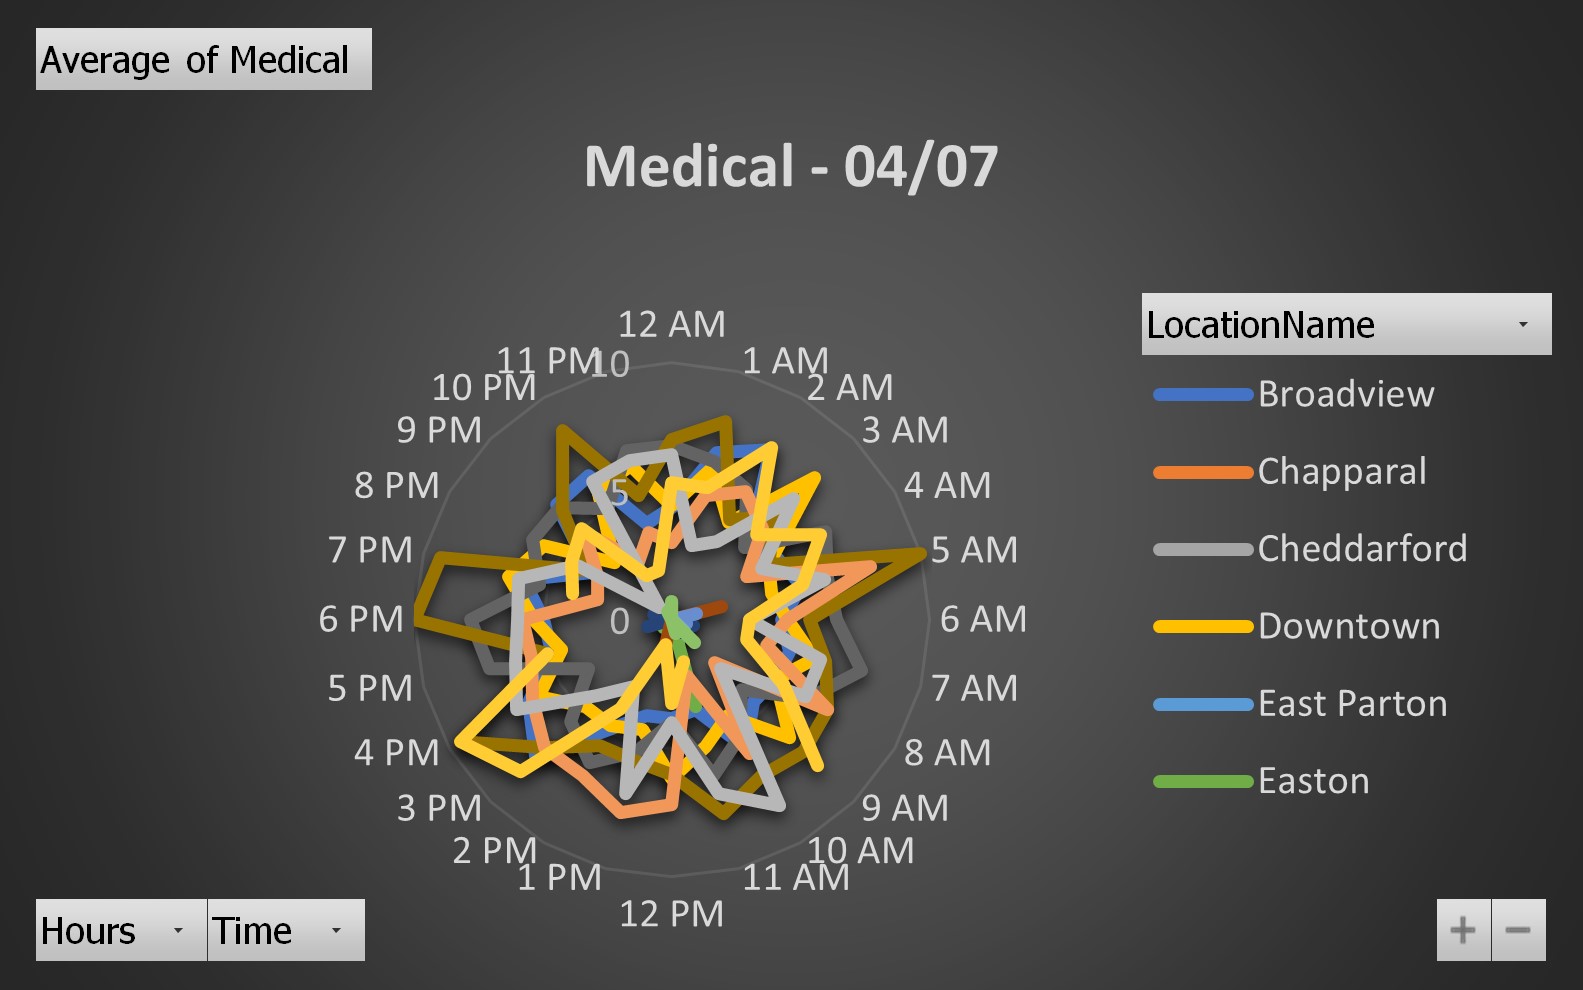 Average of Medical
Medical - 04/07
12 AM
1 AM
2 AM
3 AM
4 AM
5 AM
6 AM
7 AM
8 AM
9 AM
10 AM
11 AM
12 PM
1 PM
2 PM
3 PM
4 PM
5 PM
6 PM
7 PM
8 PM
9 PM
10 PM
11 PM
10
5
0
LocationName
Broadview
Chapparal
Cheddarford
Downtown
East Parton
Easton
Hours
Time
+ -